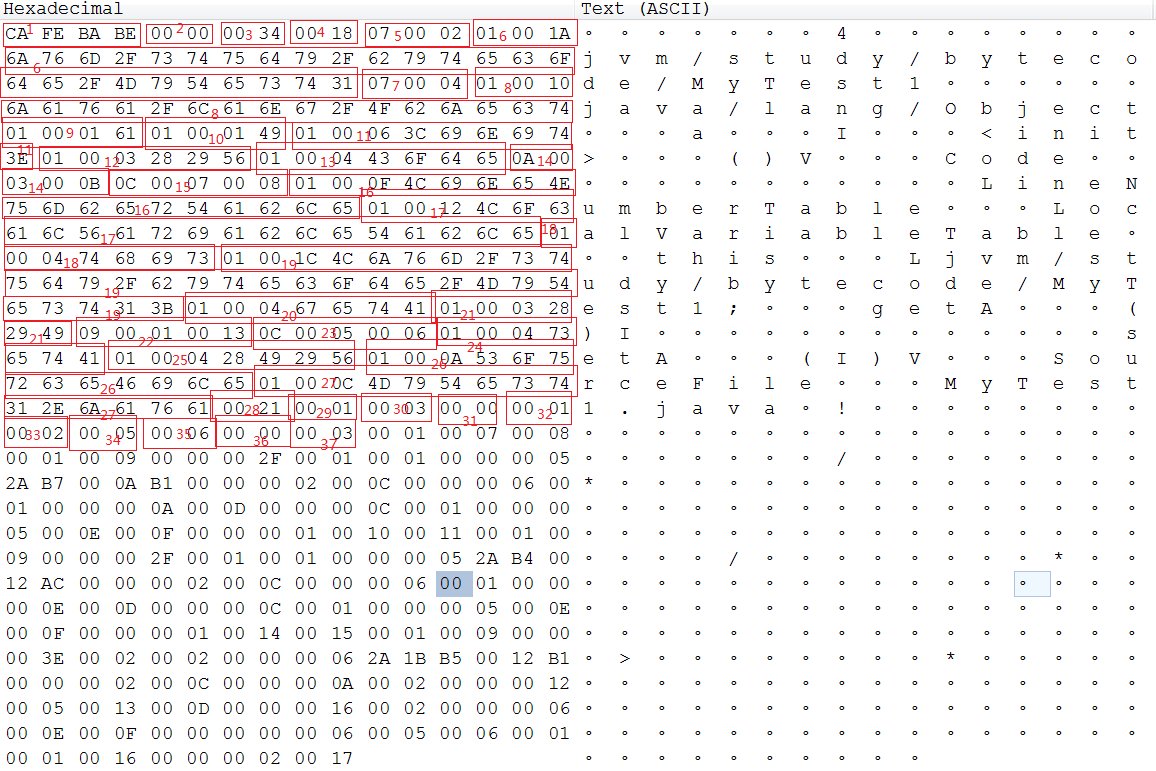 Hexadecimal Text (ASCII)
CA FE BA BE 00 00 00 34 00 18 07 00 02 01 00 1A ° ° ° ° ° ° ° 4 ° ° ° ° ° ° ° °
1 2 3 4 5 6
6A 76 6D 2F 73 74 75 64 79 2F 62 79 74 65 63 6F j v m / s t u d y / b y t e c o
6
64 65 2F 4D 79 54 65 73 74 31 07 00 04 01 00 10 d e / M y T e s t 1 ° ° ° ° ° °
7 8
6A 61 76 61 2F 6C 61 6E 67 2F 4F 62 6A 65 63 74 j a v a / l a n g / O b j e c t
8
01 00 01 61 01 00 01 49 01 00 06 3C 69 6E 69 74 ° ° ° a ° ° ° I ° ° ° < i n i t
9 10 11
3E 01 00 03 28 29 56 01 00 04 43 6F 64 65 0A 00 > ° ° ° ( ) V ° ° ° C o d e ° °
11 12 13 14
03 00 0B 0C 00 07 00 08 01 00 0F 4C 69 6E 65 4E ° ° ° ° ° ° ° ° ° ° ° L i n e N
14 15 16
75 6D 62 65 72 54 61 62 6C 65 01 00 12 4C 6F 63 u m b e r T a b l e ° ° ° L o c
16 17
61 6C 56 61 72 69 61 62 6C 65 54 61 62 6C 65 01 a l V a r i a b l e T a b l e °
17 18
00 04 74 68 69 73 01 00 1C 4C 6A 76 6D 2F 73 74 ° ° t h i s ° ° ° L j v m / s t
18 19
75 64 79 2F 62 79 74 65 63 6F 64 65 2F 4D 79 54 u d y / b y t e c o d e / M y T
19
65 73 74 31 3B 01 00 04 67 65 74 41 01 00 03 28 e s t 1 ; ° ° ° g e t A ° ° ° (
19 20 21
29 49 09 00 01 00 13 0C 00 05 00 06 01 00 04 73 ) I ° ° ° ° ° ° ° ° ° ° ° ° ° s
21 22 23 24
65 74 41 01 00 04 28 49 29 56 01 00 0A 53 6F 75 e t A ° ° ° ( I ) V ° ° ° S o u
25 26
72 63 65 46 69 6C 65 01 00 0C 4D 79 54 65 73 74 r c e F i l e ° ° ° M y T e s t
26 27
31 2E 6A 61 76 61 00 21 00 01 00 03 00 00 00 01 1 . j a v a ° ! ° ° ° ° ° ° ° °
27 28 29 30 31 32
00 02 00 05 00 06 00 00 00 03 00 01 00 07 00 08 ° ° ° ° ° ° ° ° ° ° ° ° ° ° ° °
33 34 35 36 37
00 01 00 09 00 00 00 2F 00 01 00 01 00 00 00 05 ° ° ° ° ° ° ° / ° ° ° ° ° ° ° °
2A B7 00 0A B1 00 00 00 02 00 0C 00 00 00 06 00 * ° ° ° ° ° ° ° ° ° ° ° ° ° ° °
01 00 00 00 0A 00 0D 00 00 00 0C 00 01 00 00 00 ° ° ° ° ° ° ° ° ° ° ° ° ° ° ° °
05 00 0E 00 0F 00 00 00 01 00 10 00 11 00 01 00 ° ° ° ° ° ° ° ° ° ° ° ° ° ° ° °
09 00 00 00 2F 00 01 00 01 00 00 00 05 2A B4 00 ° ° ° ° / ° ° ° ° ° ° ° ° * ° °
12 AC 00 00 00 02 00 0C 00 00 00 06 00 01 00 00 ° ° ° ° ° ° ° ° ° ° ° ° ° ° ° °
00 0E 00 0D 00 00 00 0C 00 01 00 00 00 05 00 0E ° ° ° ° ° ° ° ° ° ° ° ° ° ° ° °
00 0F 00 00 00 01 00 14 00 15 00 01 00 09 00 00 ° ° ° ° ° ° ° ° ° ° ° ° ° ° ° °
00 3E 00 02 00 02 00 00 00 06 2A 1B B5 00 12 B1 ° > ° ° ° ° ° ° ° ° * ° ° ° ° °
00 00 00 02 00 0C 00 00 00 0A 00 02 00 00 00 12 ° ° ° ° ° ° ° ° ° ° ° ° ° ° ° °
00 05 00 13 00 0D 00 00 00 16 00 02 00 00 00 06 ° ° ° ° ° ° ° ° ° ° ° ° ° ° ° °
00 0E 00 0F 00 00 00 00 00 06 00 05 00 06 00 01 ° ° ° ° ° ° ° ° ° ° ° ° ° ° ° °
00 01 00 16 00 00 00 02 00 17 ° ° ° ° ° ° ° ° ° °